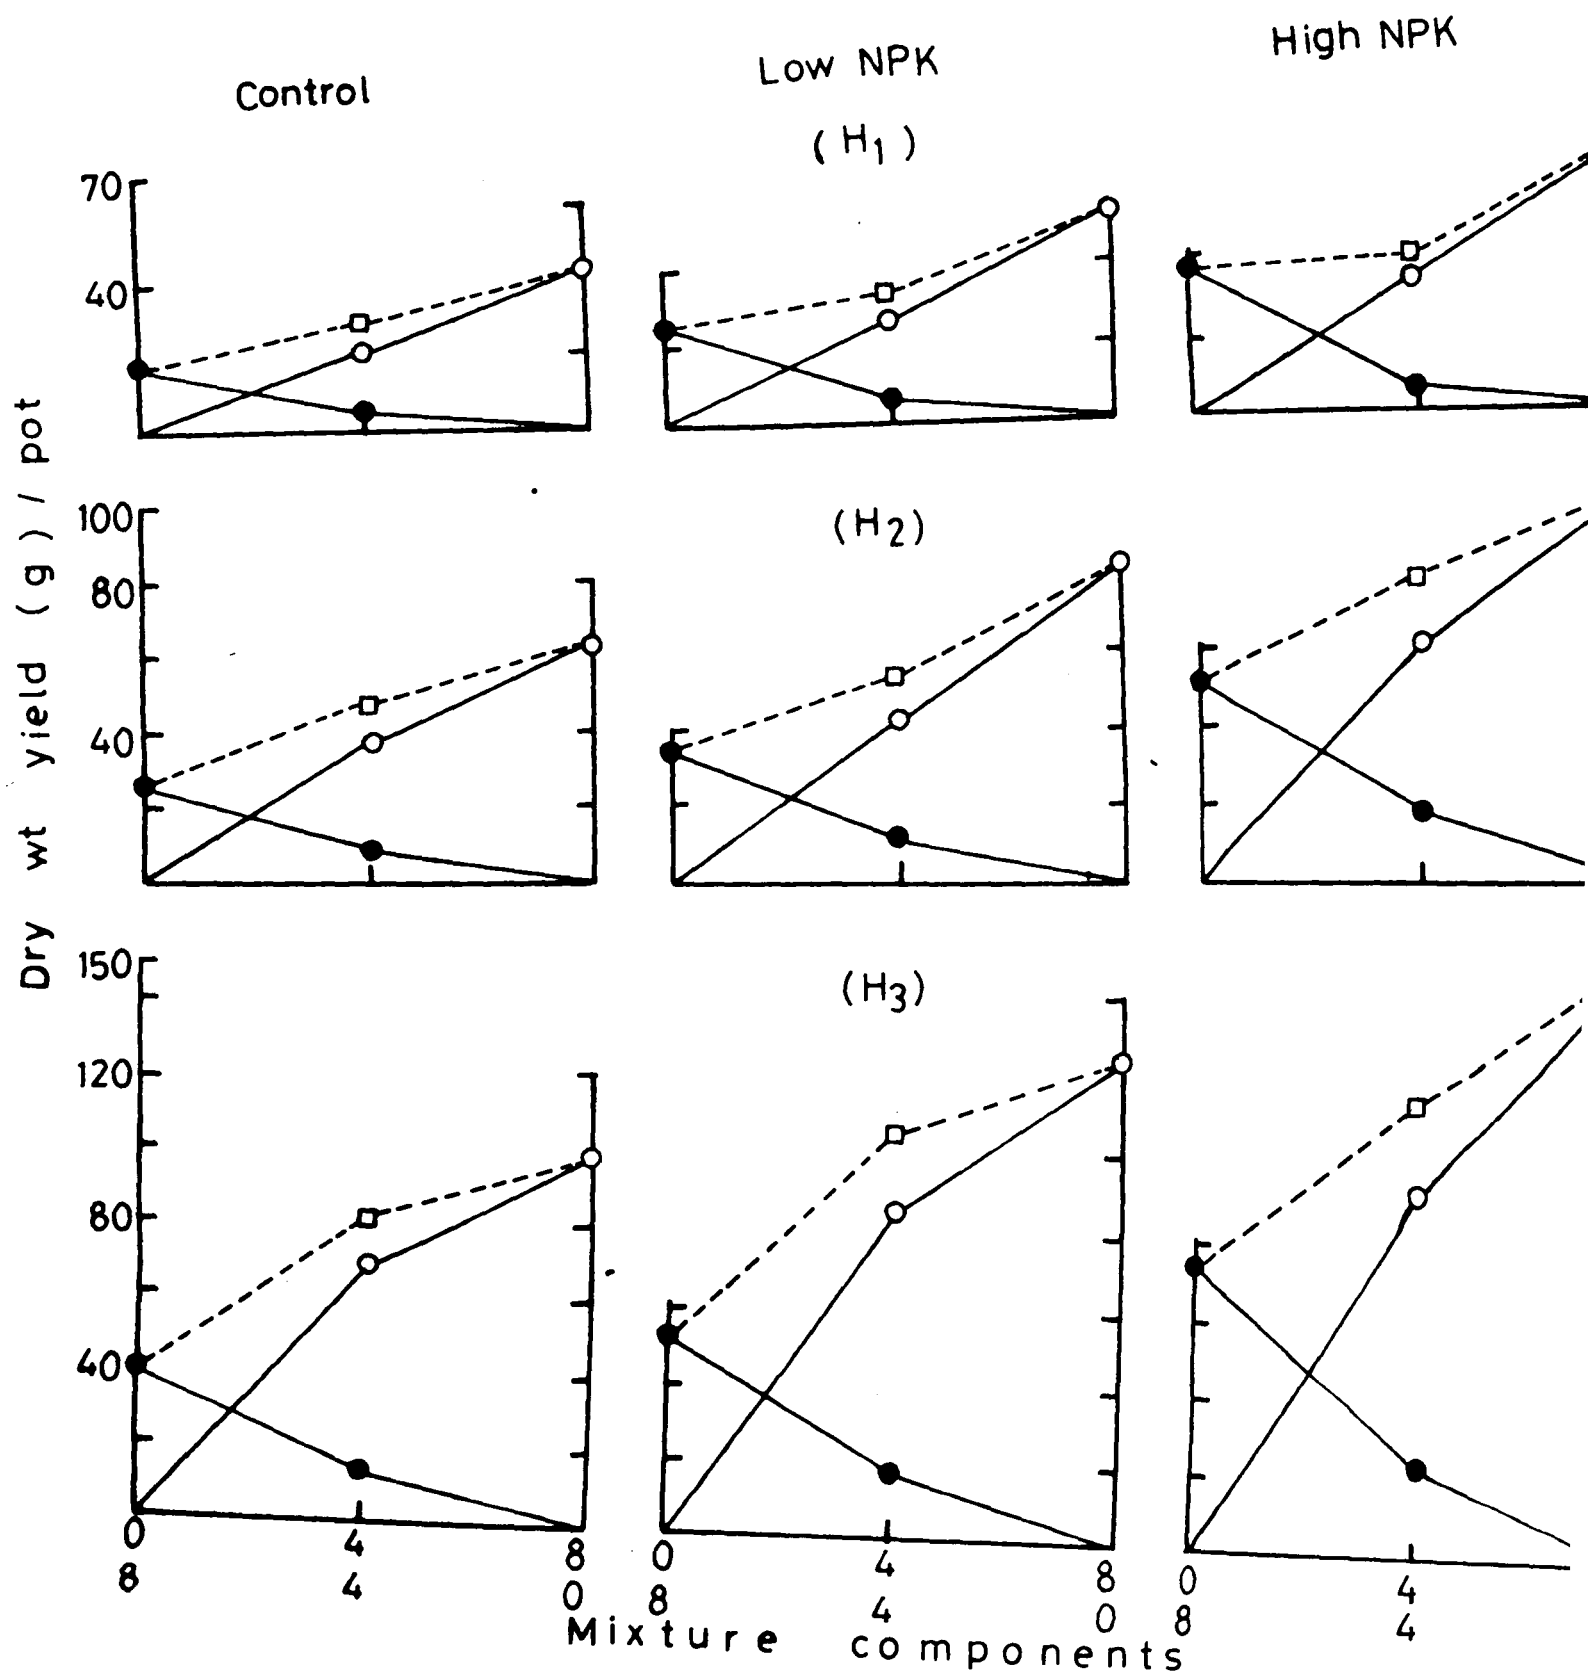 Control
Low NPK
High NPK
(H1)
70
40
(H2)
100
80
40
(H3)
150
120
80
40
Dry wt yield (g) / pot
0 4 8
8 4 0
0 4 8
8 4 0
0 4
8 4
Mixture components